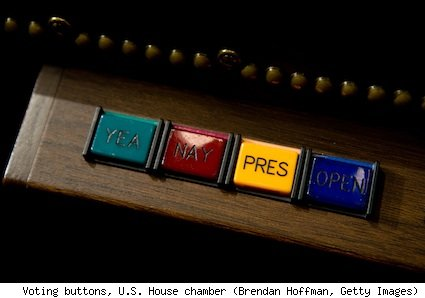 YEA NAY PRES OPEN
Voting buttons, U.S. House chamber (Brendan Hoffman, Getty Images)